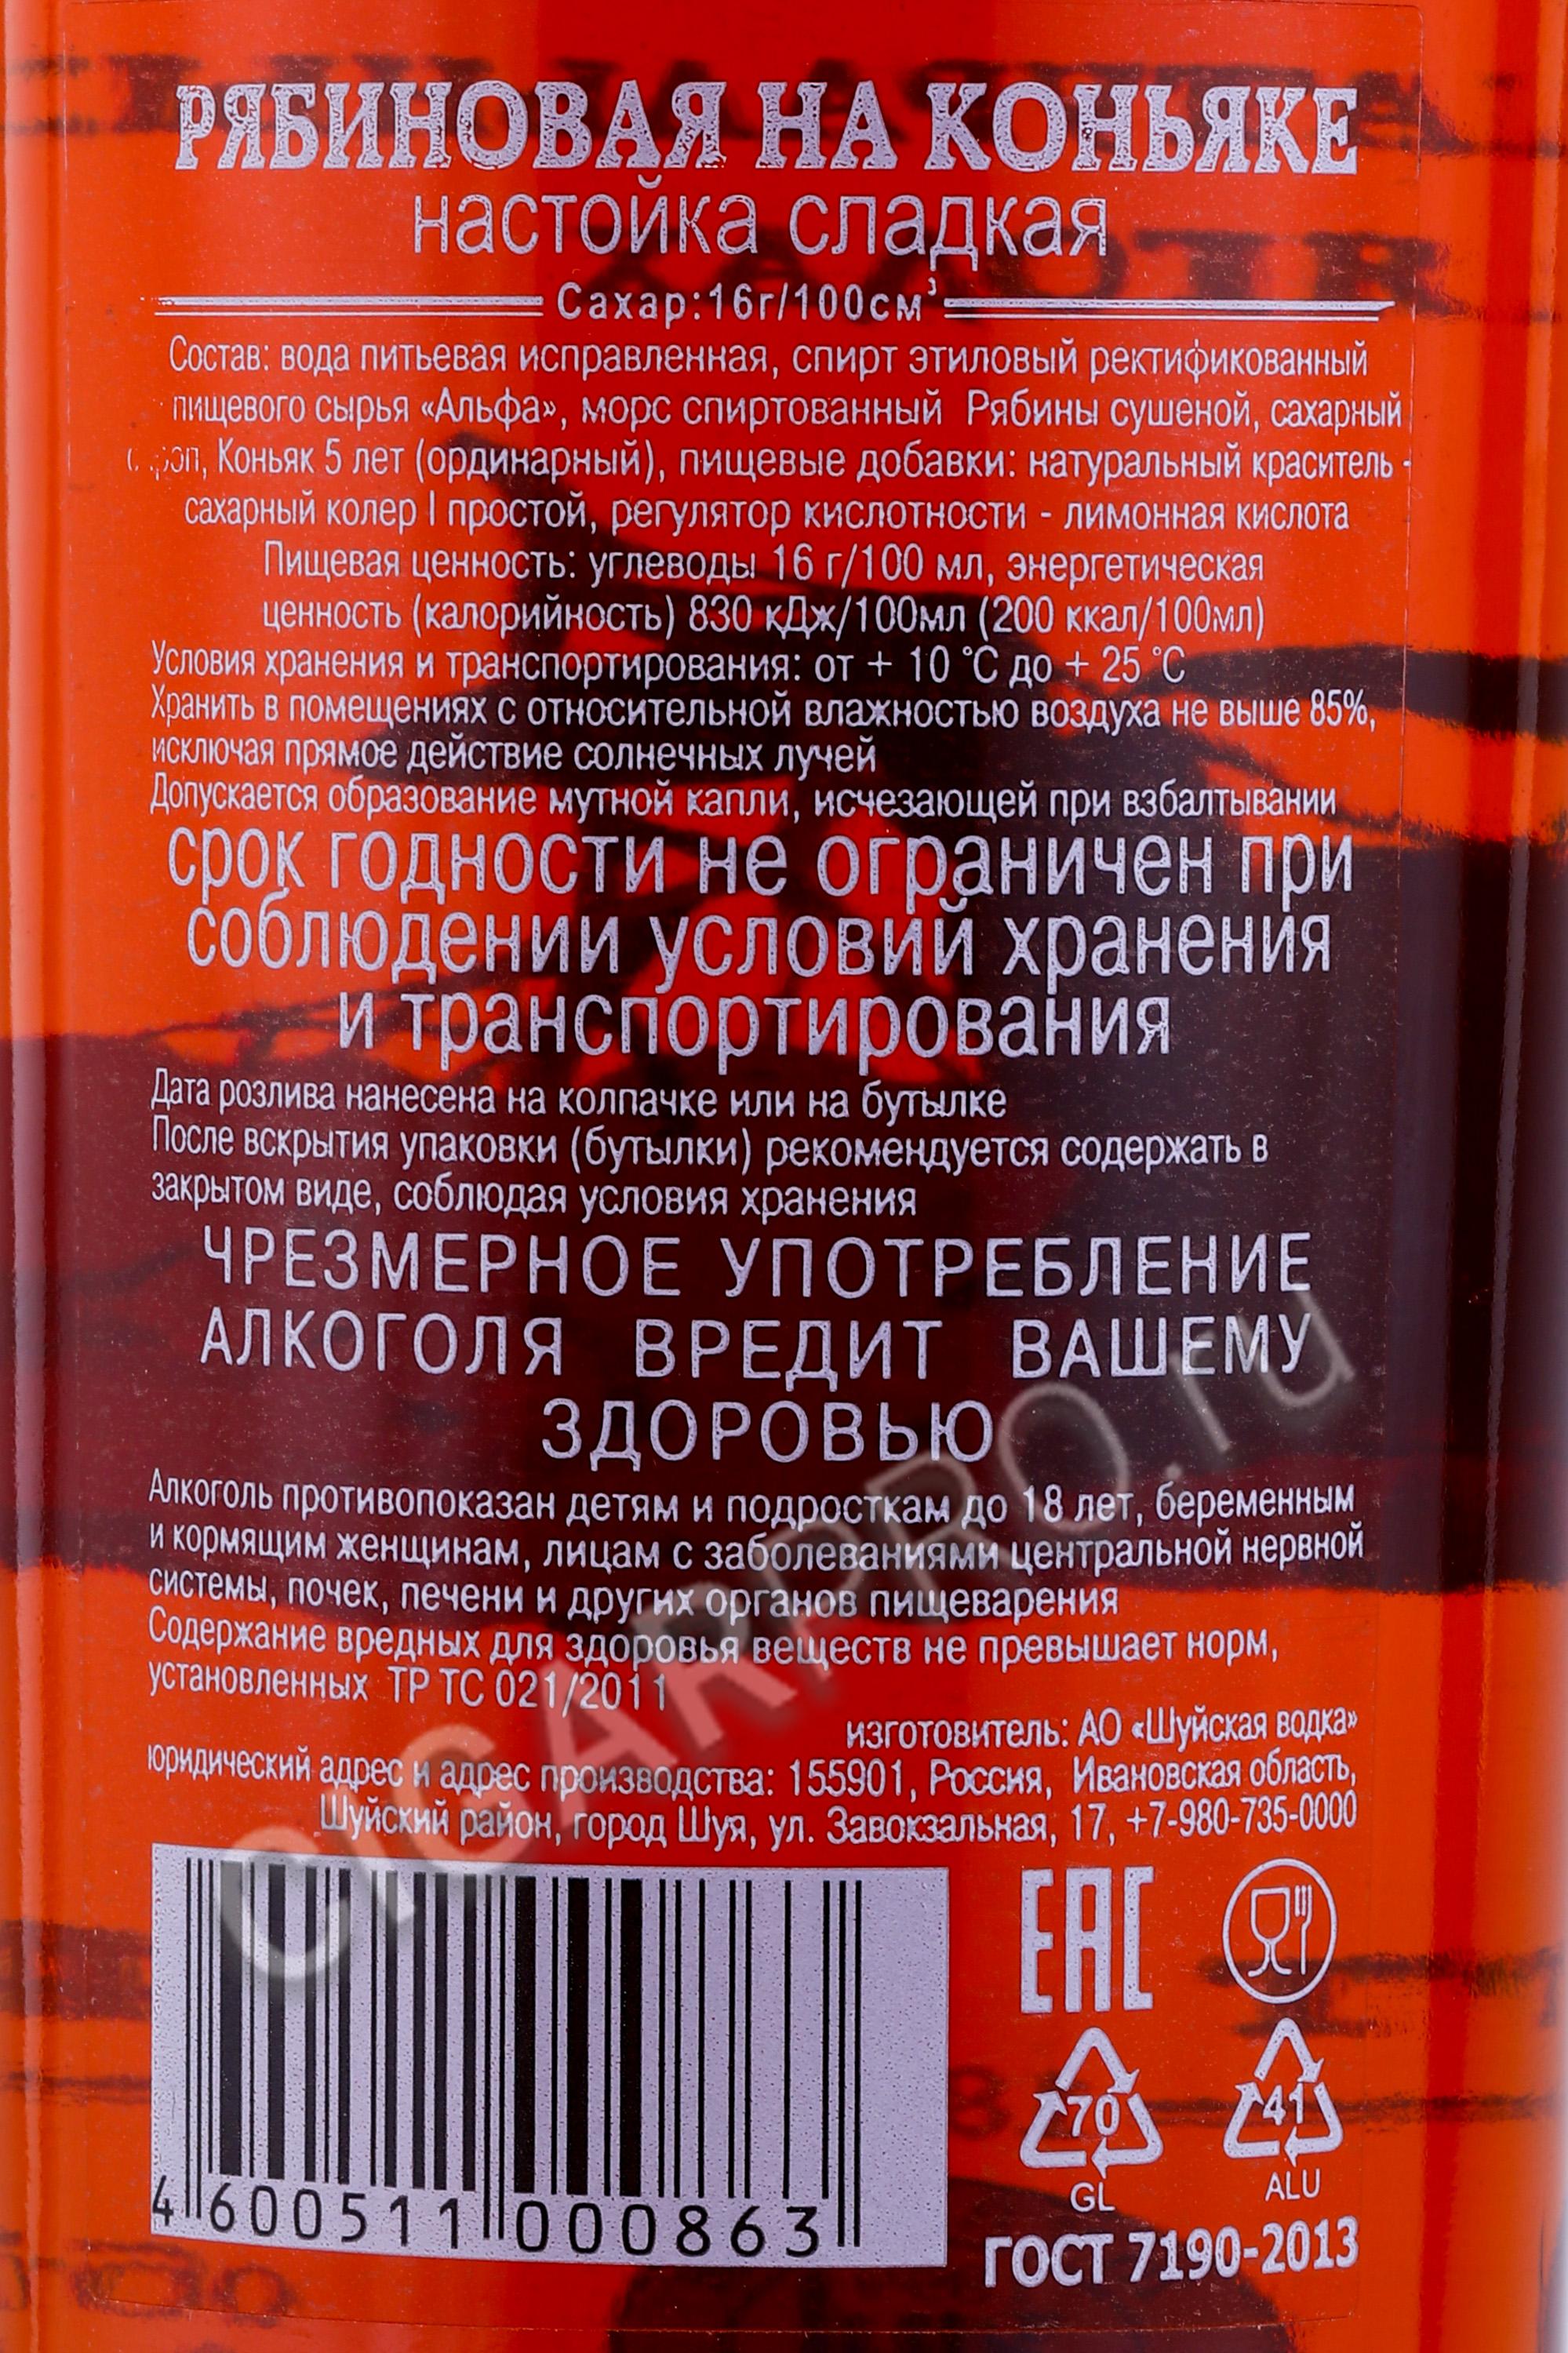 РЯБИНОВАЯ НА КОНЬЯКЕ
настойка сладкая
Сахар:16г/100см³
Состав: вода питьевая исправленная, спирт этиловый ректификованный
пищевого сырья «Альфа», морс спиртованный Рябины сушеной, сахарный
Коньяк 5 лет (ординарный), пищевые добавки: натуральный краситель -
сахарный колер I простой, регулятор кислотности - лимонная кислота
Пищевая ценность: углеводы 16 г/100 мл, энергетическая
ценность (калорийность) 830 кДж/100мл (200 ккал/100мл)
Условия хранения и транспортирования: от + 10 °С до + 25 °С
Хранить в помещениях с относительной влажностью воздуха не выше 85%,
исключая прямое действие солнечных лучей
Допускается образование мутной капли, исчезающей при взбалтывании
срок годности не ограничен при
соблюдении условий хранения
и транспортирования
Дата розлива нанесена на колпачке или на бутылке
После вскрытия упаковки (бутылки) рекомендуется содержать в
закрытом виде, соблюдая условия хранения
ЧРЕЗМЕРНОЕ УПОТРЕБЛЕНИЕ
АЛКОГОЛЯ ВРЕДИТ ВАШЕМУ
ЗДОРОВЬЮ
Алкоголь противопоказан детям и подросткам до 18 лет, беременным
и кормящим женщинам, лицам с заболеваниями центральной нервной
системы, почек, печени и других органов пищеварения
Содержание вредных для здоровья веществ не превышает норм,
установленных ТР ТС 021/2011
изготовитель: АО «Шуйская водка»
юридический адрес и адрес производства: 155901, Россия, Ивановская область,
Шуйский район, город Шуя, ул. Завокзальная, 17, +7-980-735-0000
CIGARPRO.ru
EAC
70
GL
41
ALU
4 600511 000863
ГОСТ 7190-2013